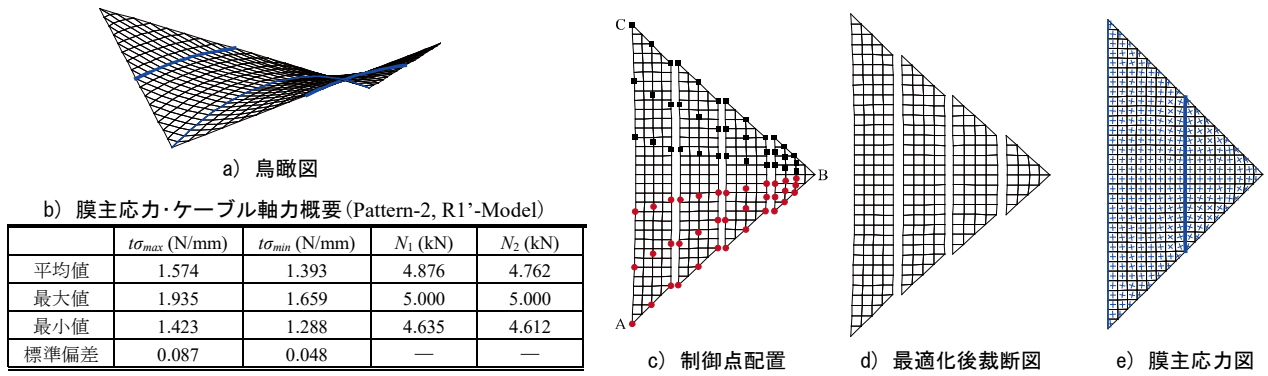 a) 鳥瞰図
b) 膜主応力・ケーブル軸力概要(Pattern-2, R1’-Model)
tσmax (N/mm) tσmin (N/mm) N1 (kN) N2 (kN)
平均値 1.574 1.393 4.876 4.762
最大値 1.935 1.659 5.000 5.000
最小値 1.423 1.288 4.635 4.612
標準偏差 0.087 0.048 — —
C
B
A
c) 制御点配置
d) 最適化後裁断図
e) 膜主応力図